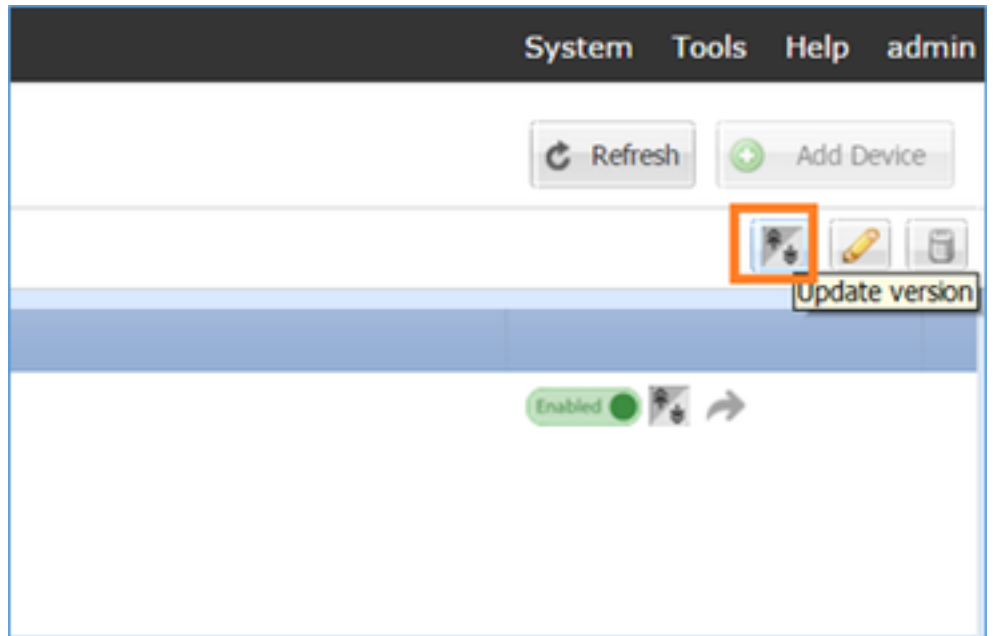 System Tools Help admin
Refresh Add Device
Update version
Enabled